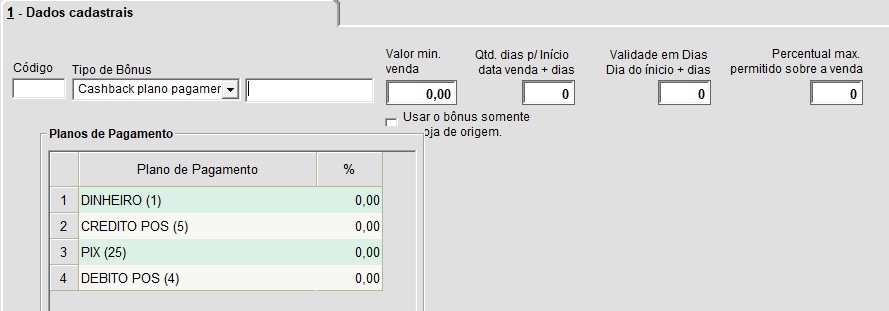 1 - Dados cadastrais
Código
Tipo de Bônus
Cashback plano pagamer
Valor min.
venda
0,00
Qtd. dias p/ Início
data venda + dias
0
Validade em Dias
Dia do ínicio + dias
0
Percentual max.
permitido sobre a venda
0
Usar o bônus somente
oja de origem.
Planos de Pagamento
Plano de Pagamento %
1 DINHEIRO (1) 0,00
2 CREDITO POS (5) 0,00
3 PIX (25) 0,00
4 DEBITO POS (4) 0,00